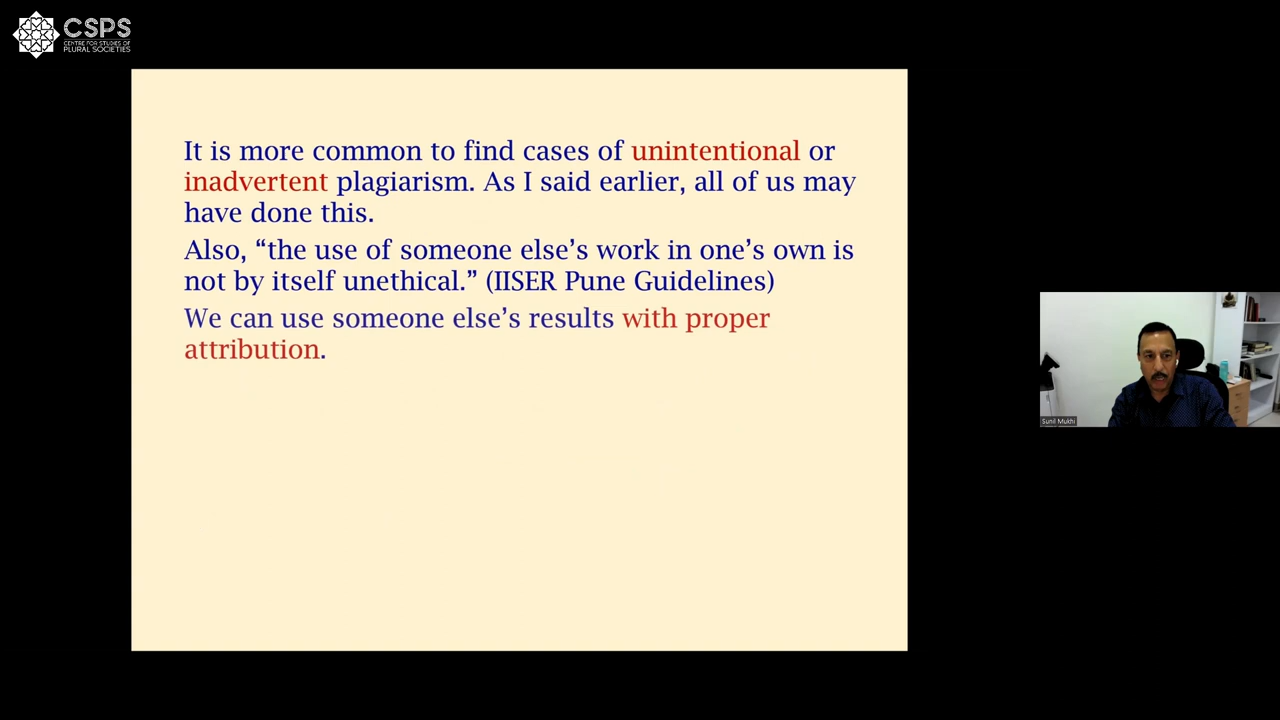 CSPS
CENTRE FOR STUDIES OF
PLURAL SOCIETIES
It is more common to find cases of unintentional or
inadvertent plagiarism. As I said earlier, all of us may
have done this.
Also, “the use of someone else’s work in one’s own is
not by itself unethical.” (IISER Pune Guidelines)
We can use someone else’s results with proper
attribution.
Sunil Mukhi